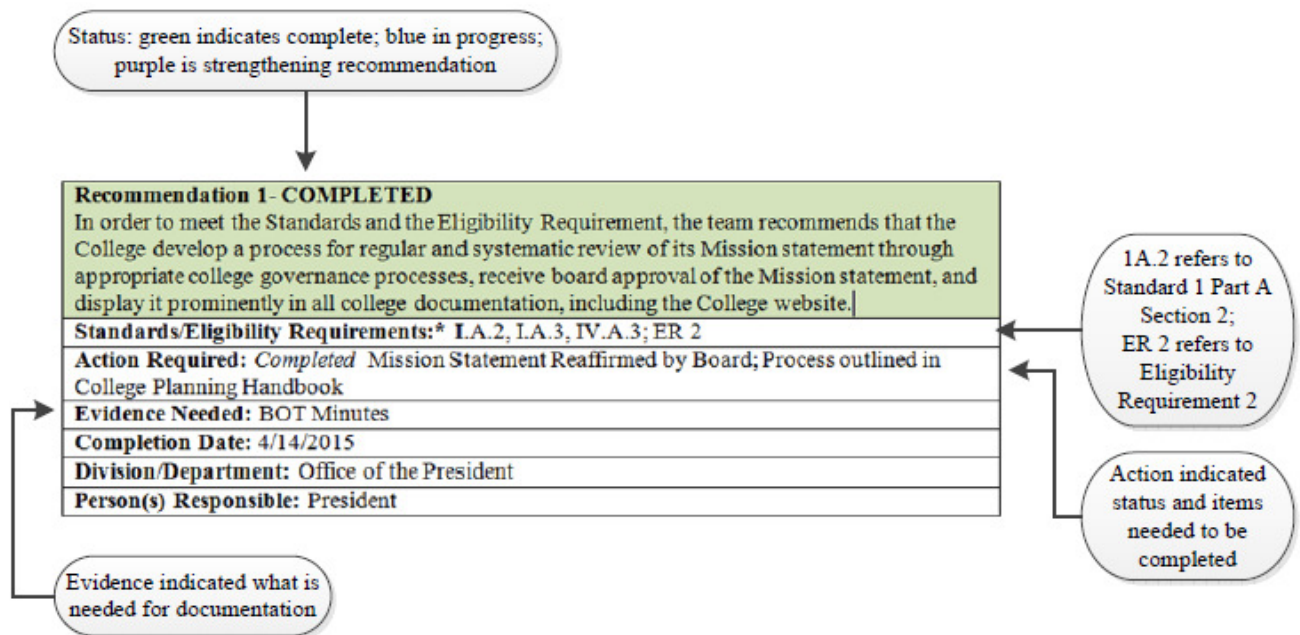 Status: green indicates complete; blue in progress;
purple is strengthening recommendation
Recommendation 1- COMPLETED
In order to meet the Standards and the Eligibility Requirement, the team recommends that the
College develop a process for regular and systematic review of its Mission statement through
appropriate college governance processes, receive board approval of the Mission statement, and
display it prominently in all college documentation, including the College website.
Standards/Eligibility Requirements:* I.A.2, I.A.3, IV.A.3; ER 2
Action Required: Completed Mission Statement Reaffirmed by Board; Process outlined in
College Planning Handbook
Evidence Needed: BOT Minutes
Completion Date: 4/14/2015
Division/Department: Office of the President
Person(s) Responsible: President
1A.2 refers to
Standard 1 Part A
Section 2;
ER 2 refers to
Eligibility
Requirement 2
Action indicated
status and items
needed to be
completed
Evidence indicated what is
needed for documentation